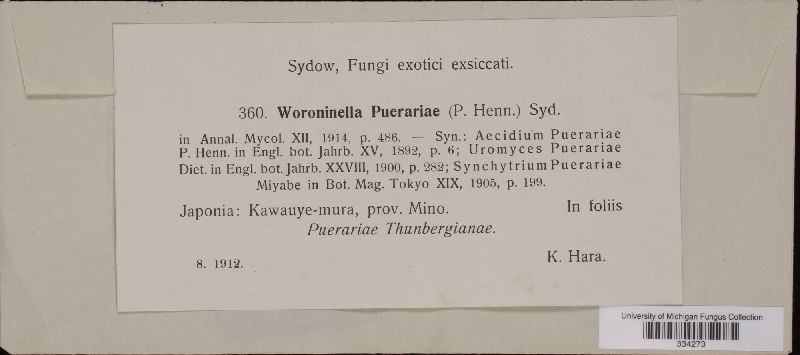 Sydow, Fungi exotici exsiccati.
360. Woroninella Puerariae (P. Henn.) Syd.
in Annal. Mycol. XII, 1914, p. 486. — Syn.: Aecidium Puerariae
P. Henn. in Engl. bot. Jahrb. XV, 1892, p. 6; Uromyces Puerariae
Diet. in Engl. bot. Jahrb. XXVIII, 1900, p. 282; Synchytrium Puerariae
Miyabe in Bot. Mag. Tokyo XIX, 1905, p. 199.
Japonia: Kawauye-mura, prov. Mino. In foliis
Puerariae Thunbergianae.
8. 1912. K. Hara.
University of Michigan Fungus Collection
334273